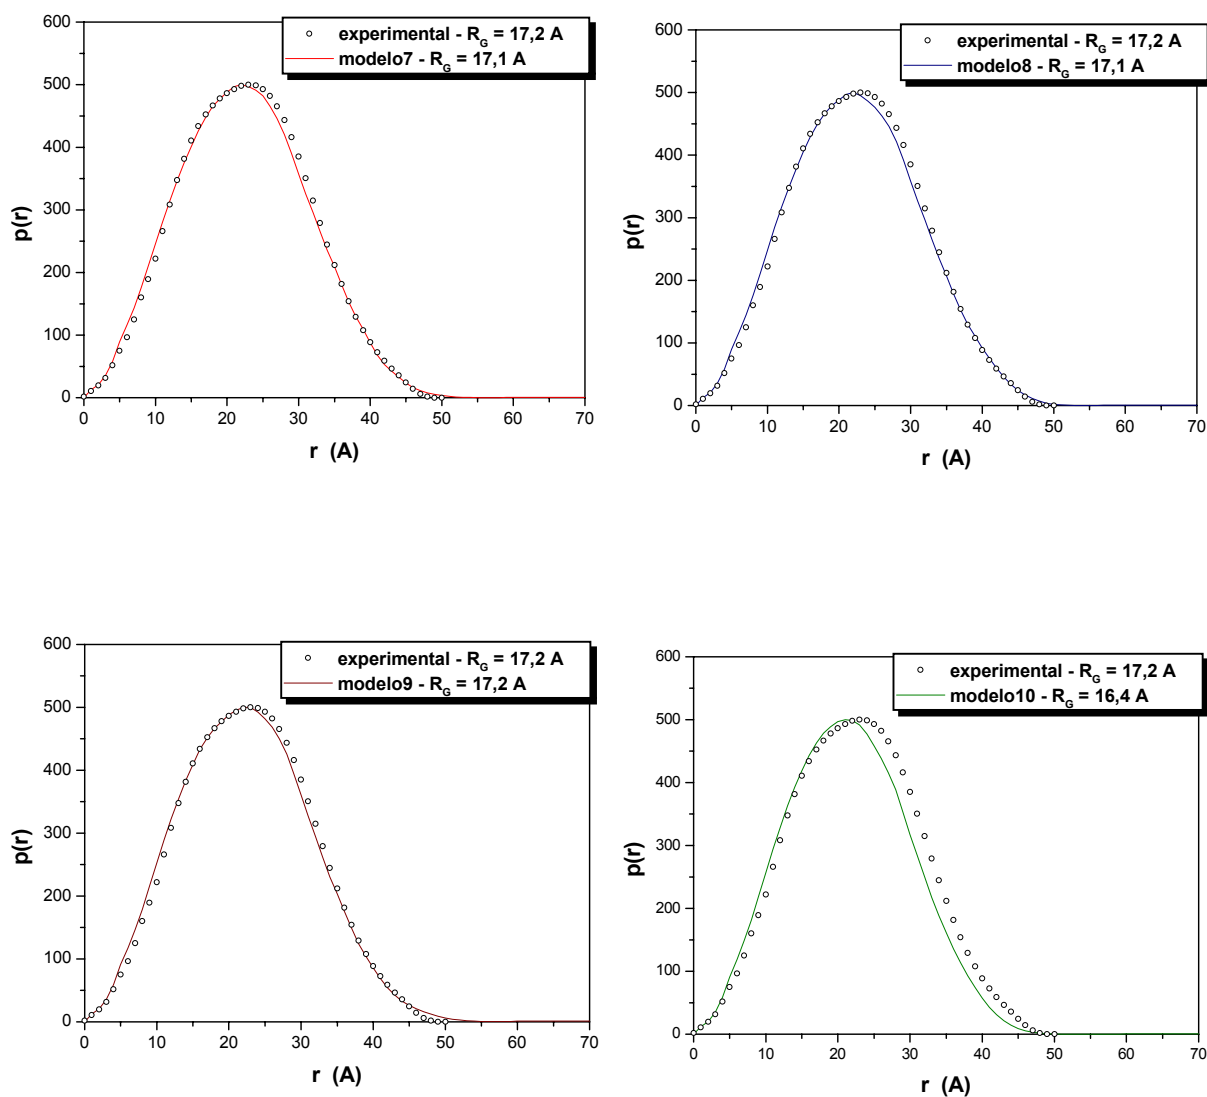 600
500
400
300
200
100
0
p(r)
experimental - R_G = 17,2 A
modelo7 - R_G = 17,1 A
0 10 20 30 40 50 60 70
r (A)
600
500
400
300
200
100
0
p(r)
experimental - R_G = 17,2 A
modelo8 - R_G = 17,1 A
0 10 20 30 40 50 60 70
r (A)
600
500
400
300
200
100
0
p(r)
experimental - R_G = 17,2 A
modelo9 - R_G = 17,2 A
0 10 20 30 40 50 60 70
r (A)
600
500
400
300
200
100
0
p(r)
experimental - R_G = 17,2 A
modelo10 - R_G = 16,4 A
0 10 20 30 40 50 60 70
r (A)